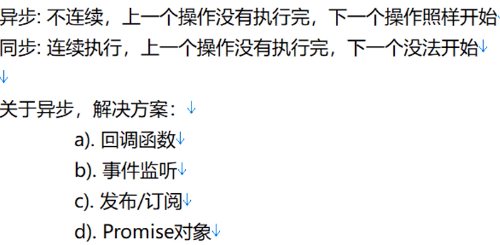 异步: 不连续，上一个操作没有执行完，下一个操作照样开始
同步: 连续执行，上一个操作没有执行完，下一个没法开始↓
↓
关于异步，解决方案：↓
a). 回调函数↓
b). 事件监听↓
c). 发布/订阅↓
d). Promise对象↓